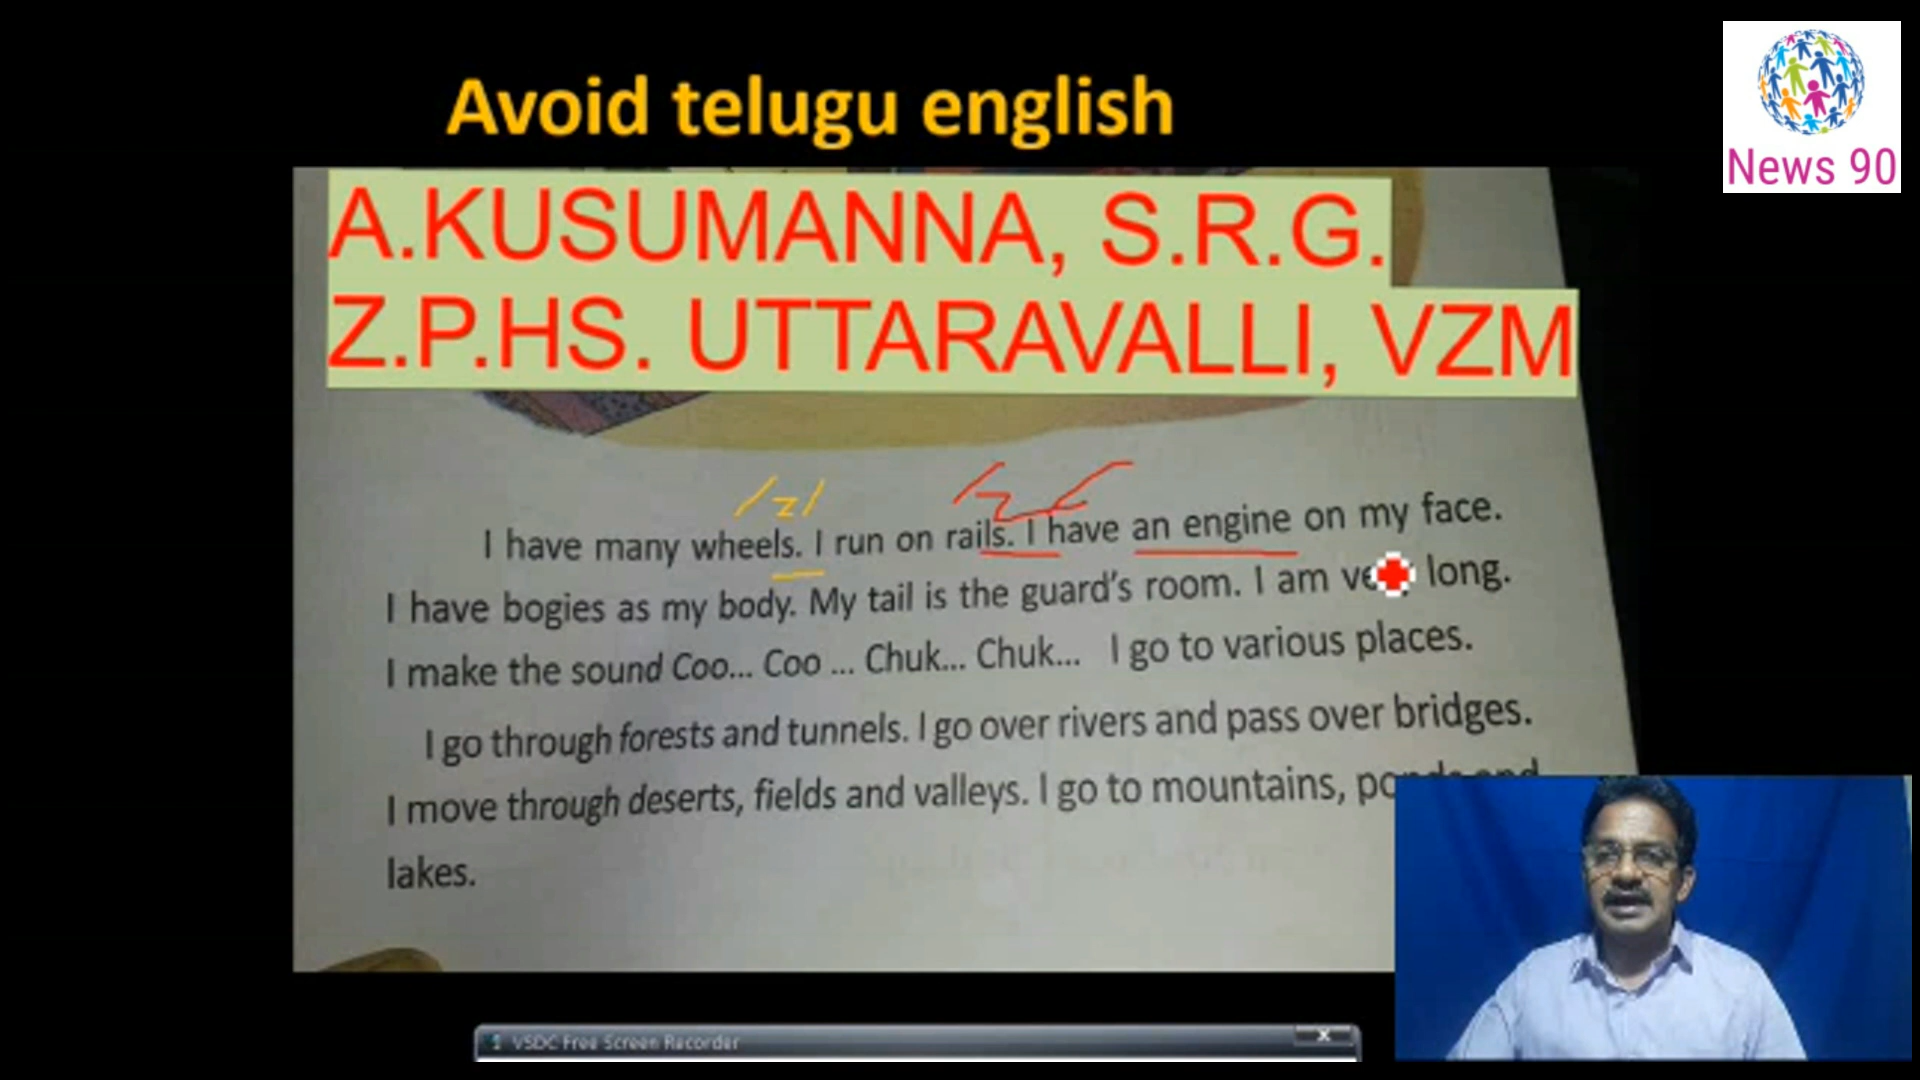 Avoid telugu english
News 90
A.KUSUMANNA, S.R.G.
Z.P.HS. UTTARAVALLI, VZM
/z/
I have many wheels. I run on rails. I have an engine on my face.
I have bogies as my body. My tail is the guard's room. I am long.
I make the sound Coo... Coo ... Chuk... Chuk... I go to various places.
I go through forests and tunnels. I go over rivers and pass over bridges.
I move through deserts, fields and valleys. I go to mountains,
lakes.
VSDC Free Screen Recorder